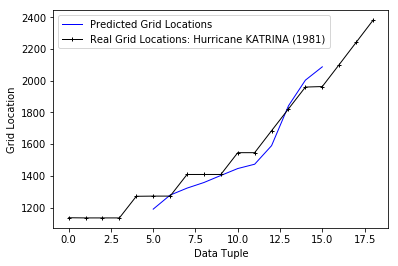 Predicted Grid Locations
Real Grid Locations: Hurricane KATRINA (1981)
Grid Location
2400
2200
2000
1800
1600
1400
1200
0.0 2.5 5.0 7.5 10.0 12.5 15.0 17.5
Data Tuple